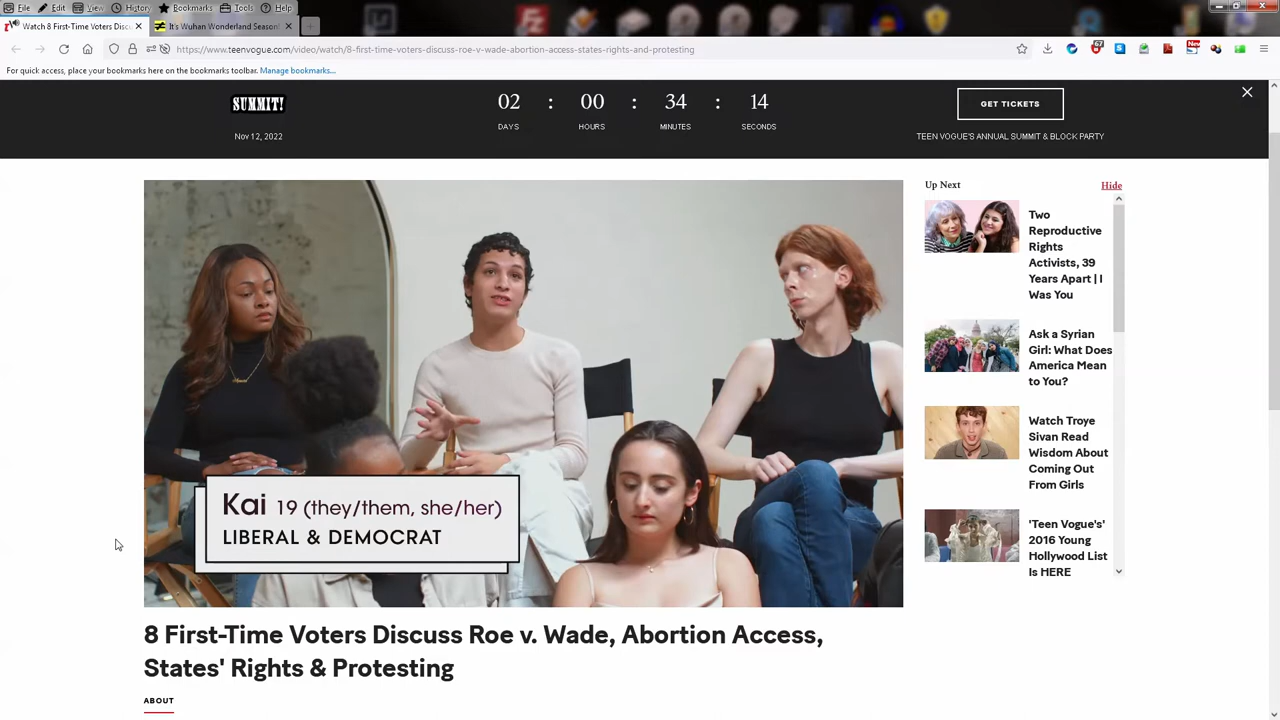 File Edit View History Bookmarks Tools Help
Watch 8 First-Time Voters Disc
It's Wuhan Wonderland Season!
https://www.teenvogue.com/video/watch/8-first-time-voters-discuss-roe-v-wade-abortion-access-states-rights-and-protesting
67
New
For quick access, place your bookmarks here on the bookmarks toolbar. Manage bookmarks...
SUMMIT!
Nov 12, 2022
02 : 00 : 34 : 14
DAYS HOURS MINUTES SECONDS
GET TICKETS
TEEN VOGUE'S ANNUAL SUMMIT & BLOCK PARTY
Kai 19 (they/them, she/her)
LIBERAL & DEMOCRAT
Up Next
Hide
Two
Reproductive
Rights
Activists, 39
Years Apart | I
Was You
Ask a Syrian
Girl: What Does
America Mean
to You?
Watch Troye
Sivan Read
Wisdom About
Coming Out
From Girls
'Teen Vogue's'
2016 Young
Hollywood List
Is HERE
8 First-Time Voters Discuss Roe v. Wade, Abortion Access,
States' Rights & Protesting
ABOUT